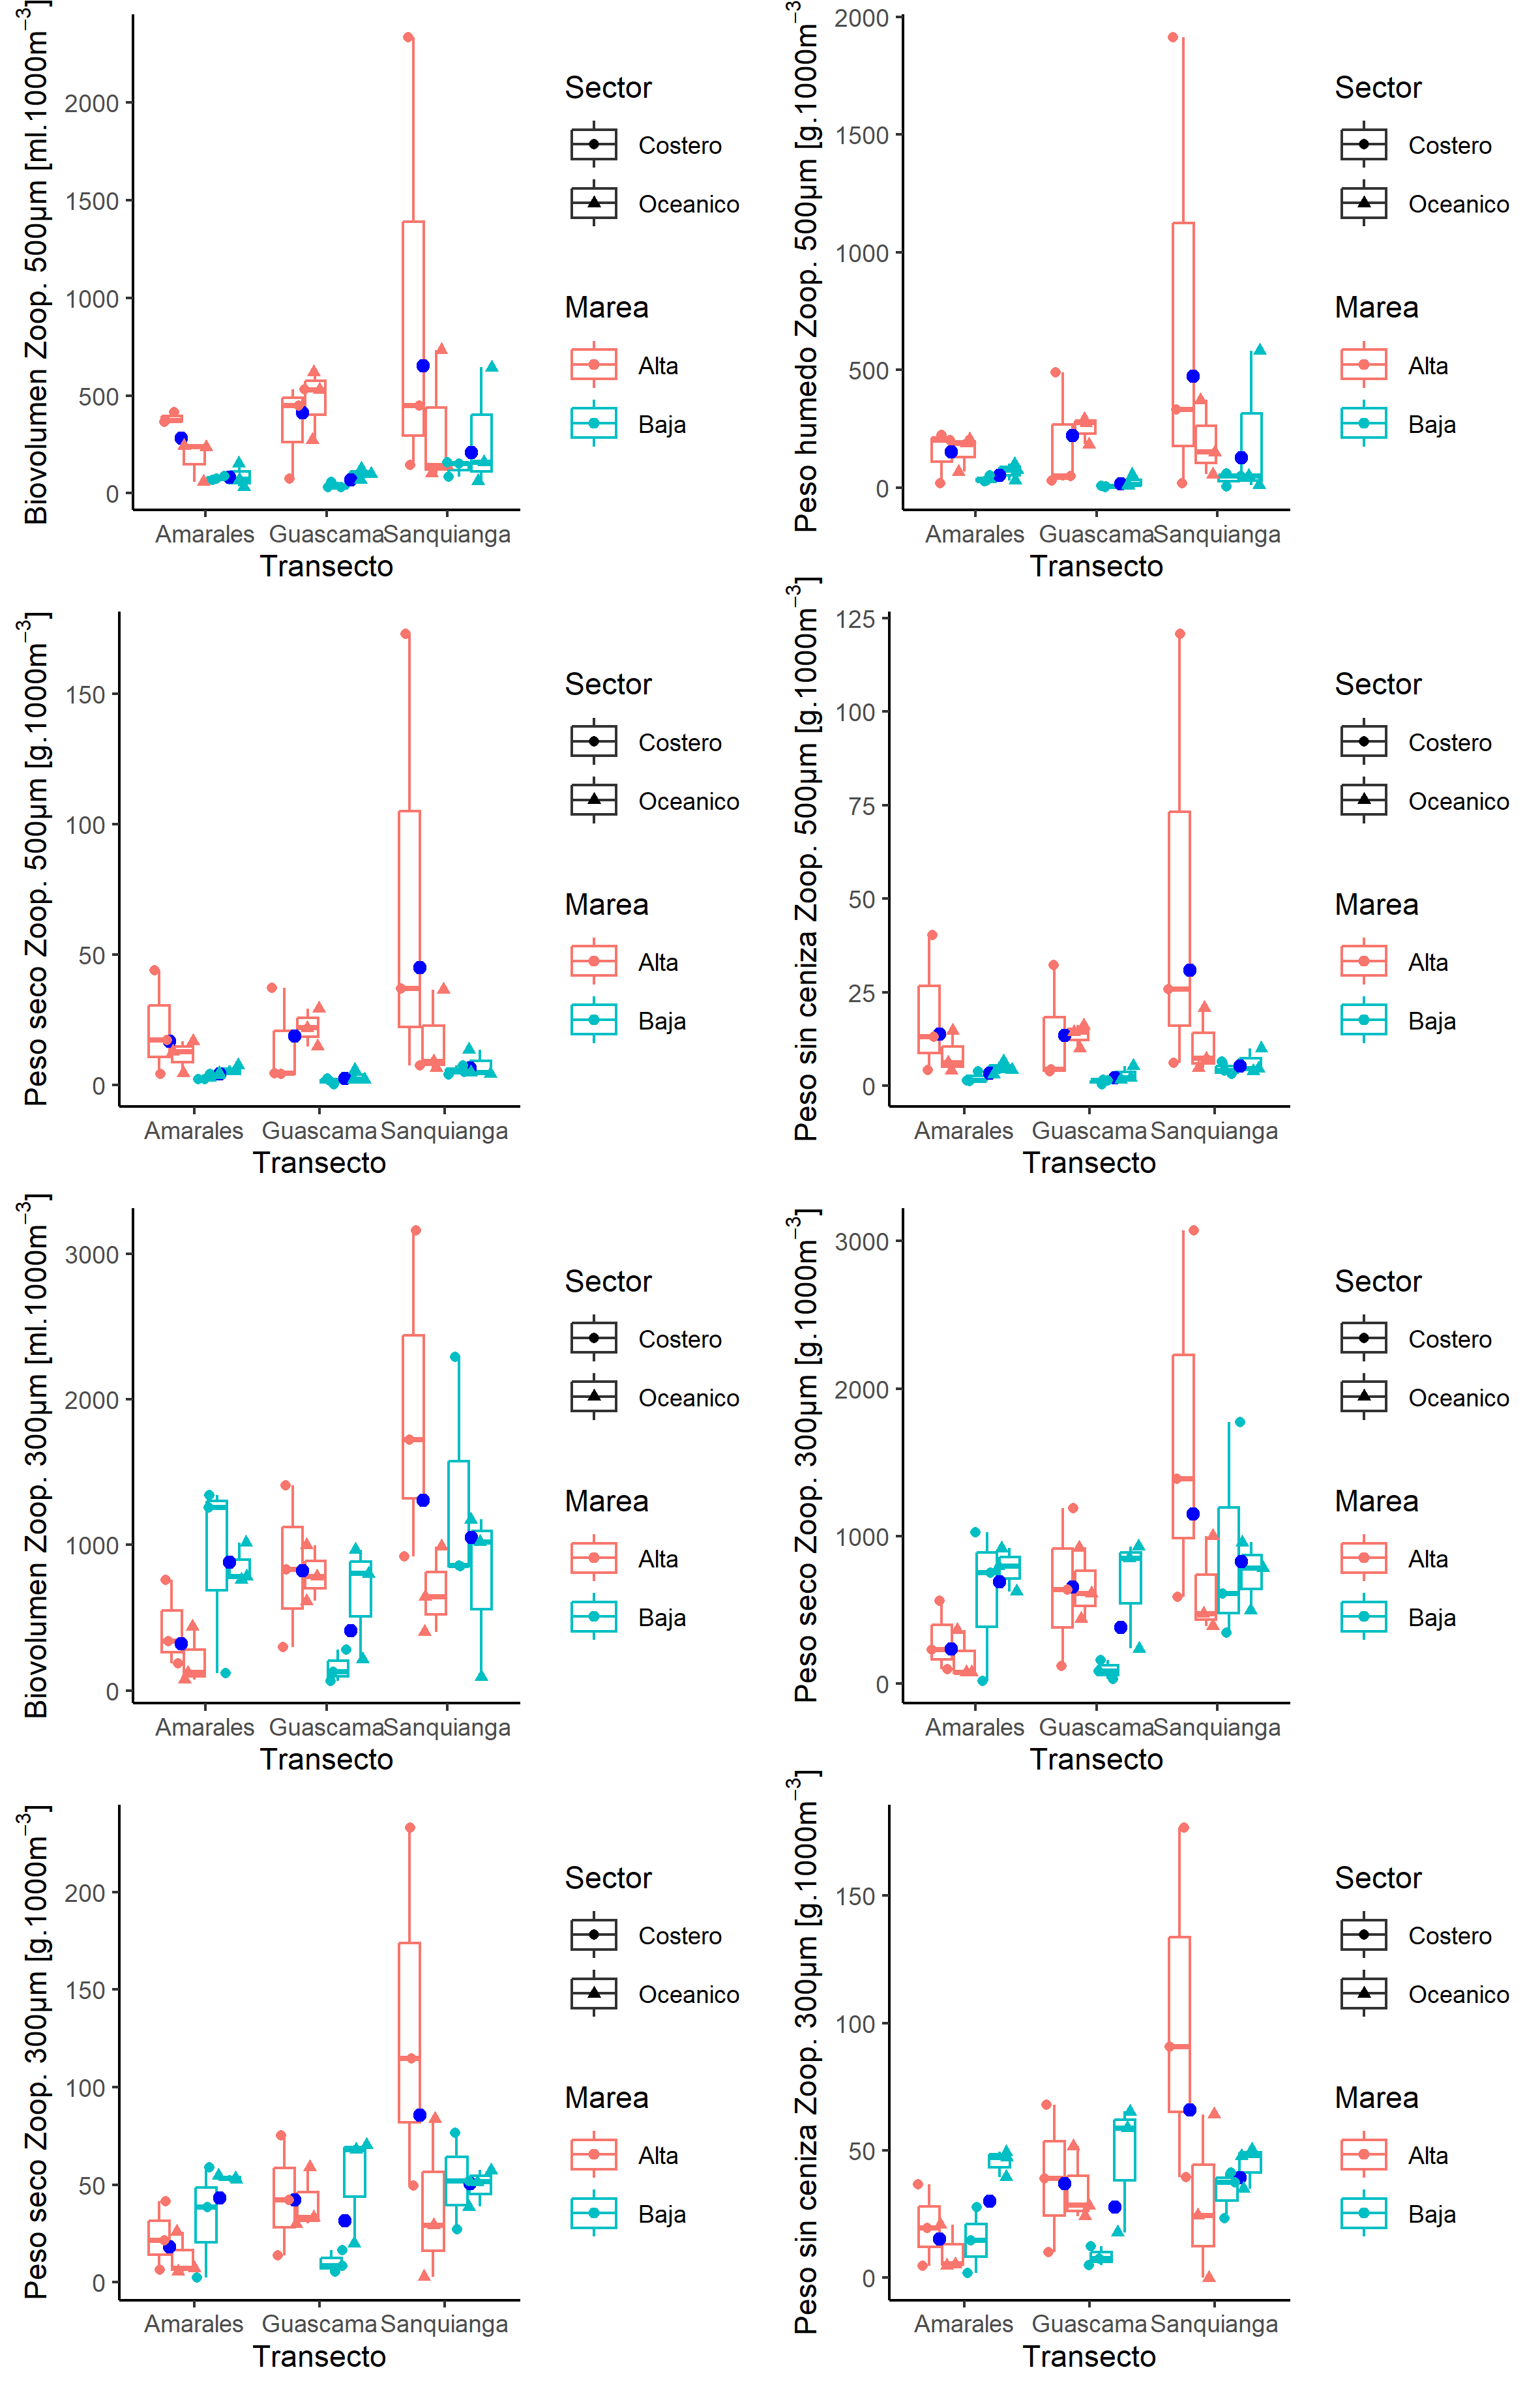 Biovolumen Zoop. 500µm [ml.1000m⁻³]
2000
1500
1000
500
0
Amarales Guascama Sanquianga
Transecto
Sector
Costero
Oceanico
Marea
Alta
Baja
Peso humedo Zoop. 500µm [g.1000m⁻³
2000
1500
1000
500
0
Amarales Guascama Sanquianga
Transecto
Sector
Costero
Oceanico
Marea
Alta
Baja
Peso seco Zoop. 500µm [g.1000m⁻³]
150
100
50
0
Amarales Guascama Sanquianga
Transecto
Sector
Costero
Oceanico
Marea
Alta
Baja
Peso sin ceniza Zoop. 500µm [g.1000m⁻³]
125
100
75
50
25
0
Amarales Guascama Sanquianga
Transecto
Sector
Costero
Oceanico
Marea
Alta
Baja
Biovolumen Zoop. 300µm [ml.1000m⁻³]
3000
2000
1000
0
Amarales Guascama Sanquianga
Transecto
Sector
Costero
Oceanico
Marea
Alta
Baja
Peso seco Zoop. 300µm [g.1000m⁻³]
3000
2000
1000
0
Amarales Guascama Sanquianga
Transecto
Sector
Costero
Oceanico
Marea
Alta
Baja
Peso seco Zoop. 300µm [g.1000m⁻³]
200
150
100
50
0
Amarales Guascama Sanquianga
Transecto
Sector
Costero
Oceanico
Marea
Alta
Baja
Peso sin ceniza Zoop. 300µm [g.1000m⁻³]
150
100
50
0
Amarales Guascama Sanquianga
Transecto
Sector
Costero
Oceanico
Marea
Alta
Baja